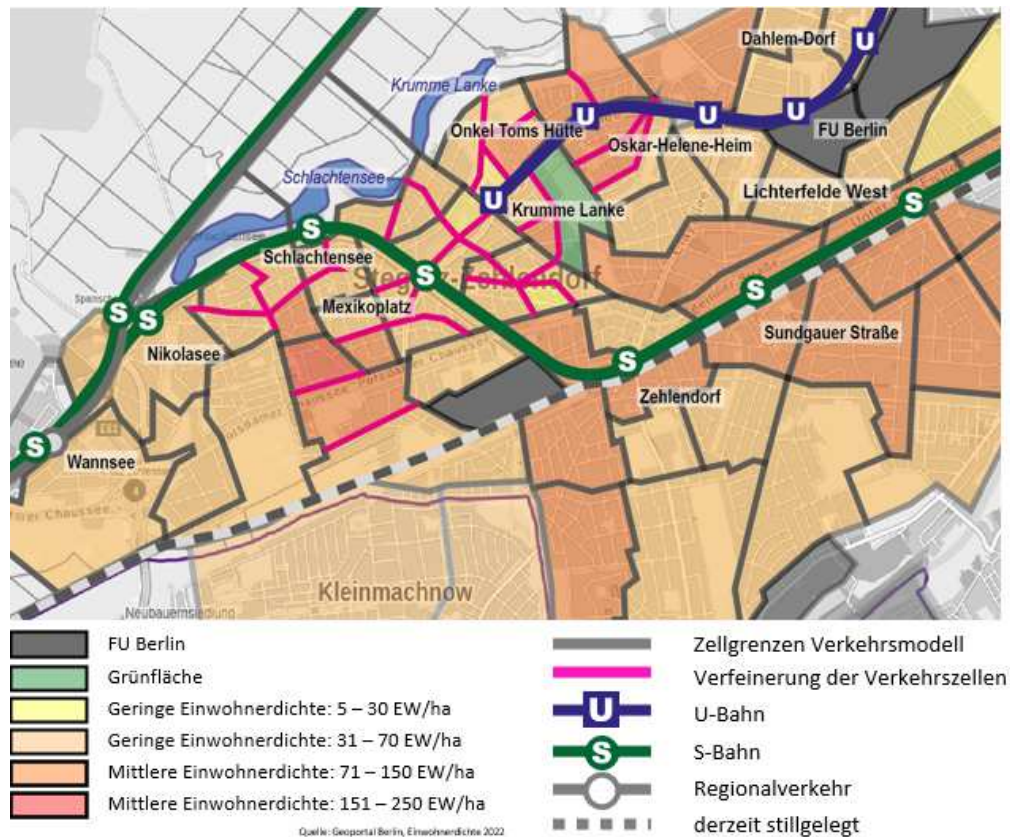 Dahlem-Dorf
U
Krumme Lanke
U
U
U
Onkel Toms Hütte
FU Berlin
Oskar-Helene-Heim
Schlachtensee
Lichterfelde West
U
S
Krumme Lanke
S
Schlachtensee
Steglitz-Zehlendorf
S
S
Mexikoplatz
S
S
Sundgauer Straße
Nikolasee
S
Zehlendorf
S
Wannsee
Kleinmachnow
Neubauernsiedlung
FU Berlin
Grünfläche
Geringe Einwohnerdichte: 5 – 30 EW/ha
Geringe Einwohnerdichte: 31 – 70 EW/ha
Mittlere Einwohnerdichte: 71 – 150 EW/ha
Mittlere Einwohnerdichte: 151 – 250 EW/ha
Quelle: Geoportal Berlin, Einwohnerdichte 2022
Zellgrenzen Verkehrsmodell
Verfeinerung der Verkehrszellen
U
U-Bahn
S
S-Bahn
Regionalverkehr
derzeit stillgelegt